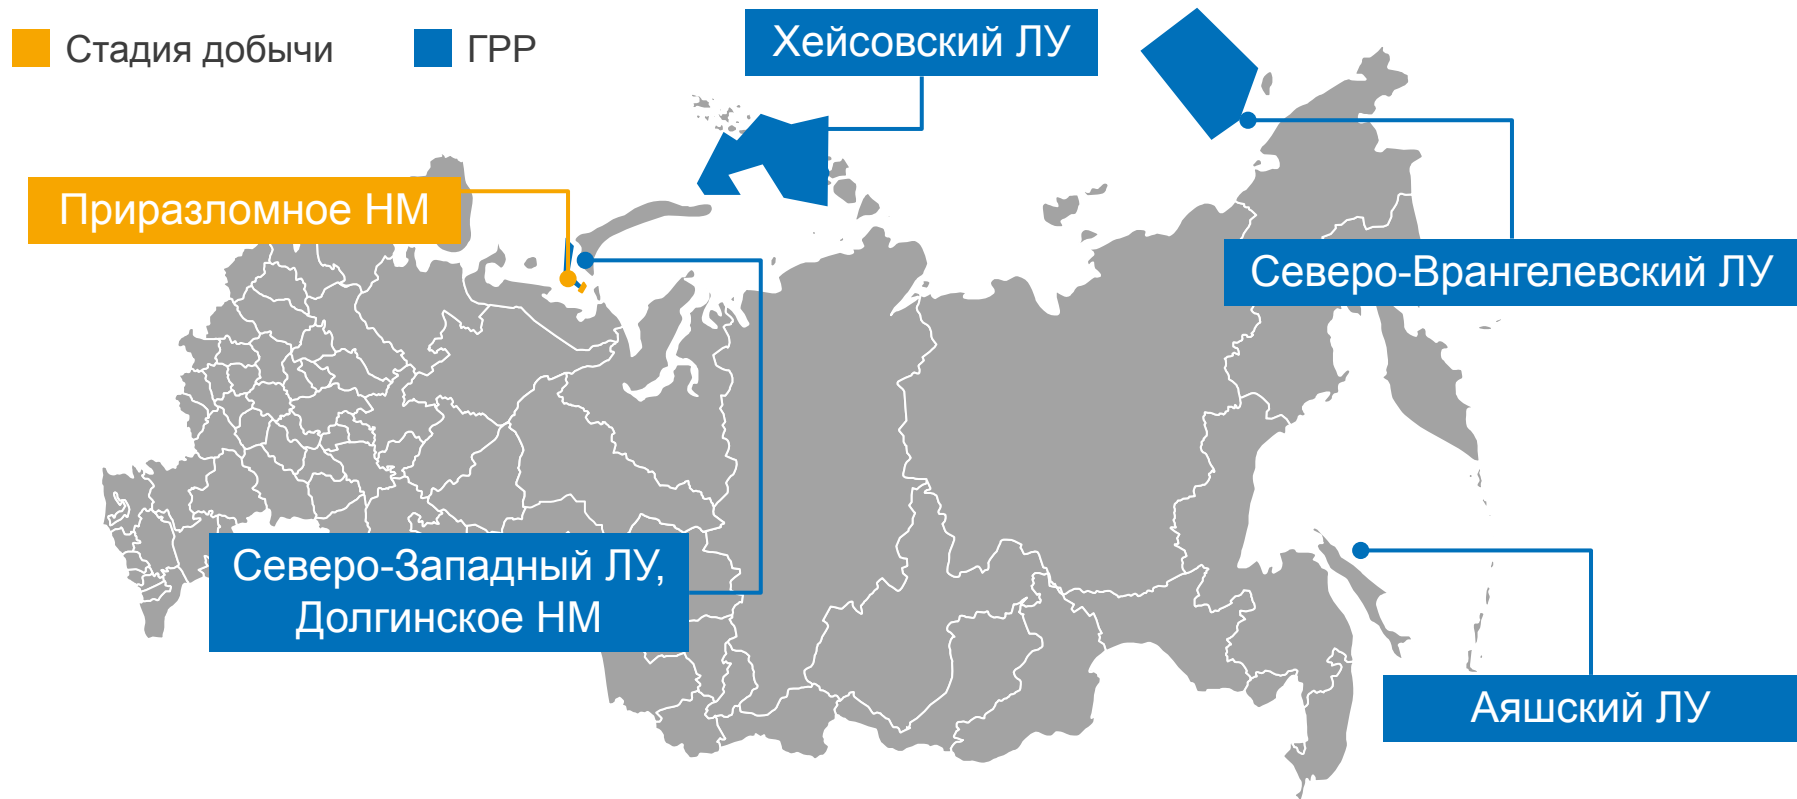 Стадия добычи
ГРР
Хейсовский ЛУ
Приразломное НМ
Северо-Врангелевский ЛУ
Северо-Западный ЛУ,
Долгинское НМ
Аяшский ЛУ